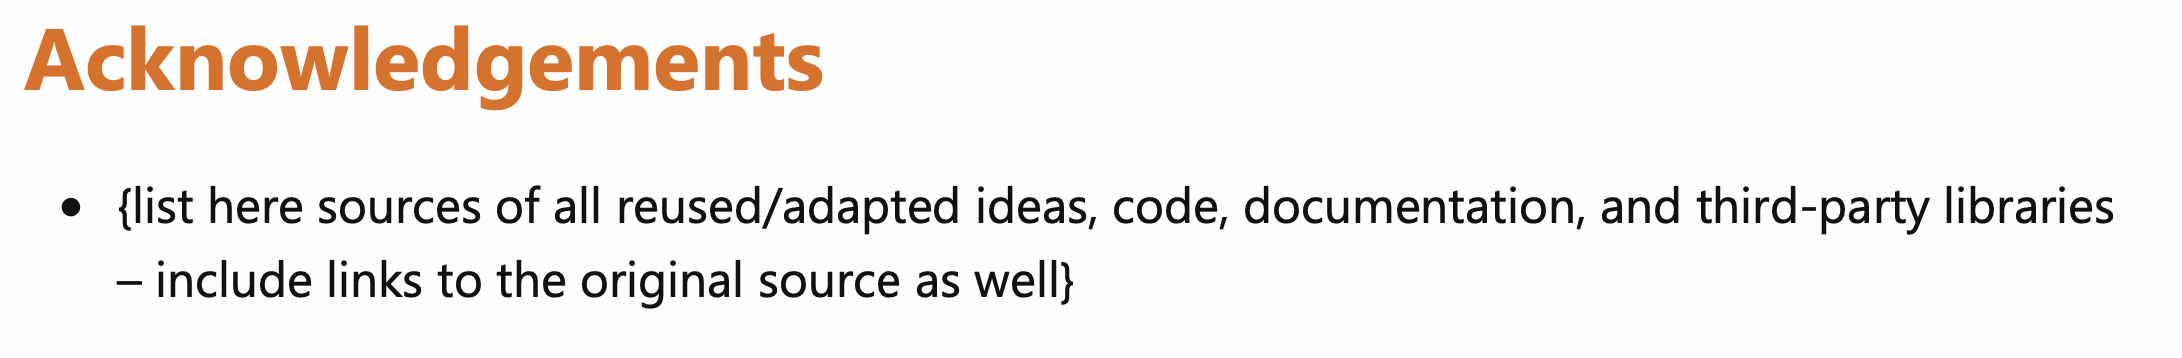 Acknowledgements
• {list here sources of all reused/adapted ideas, code, documentation, and third-party libraries
– include links to the original source as well}